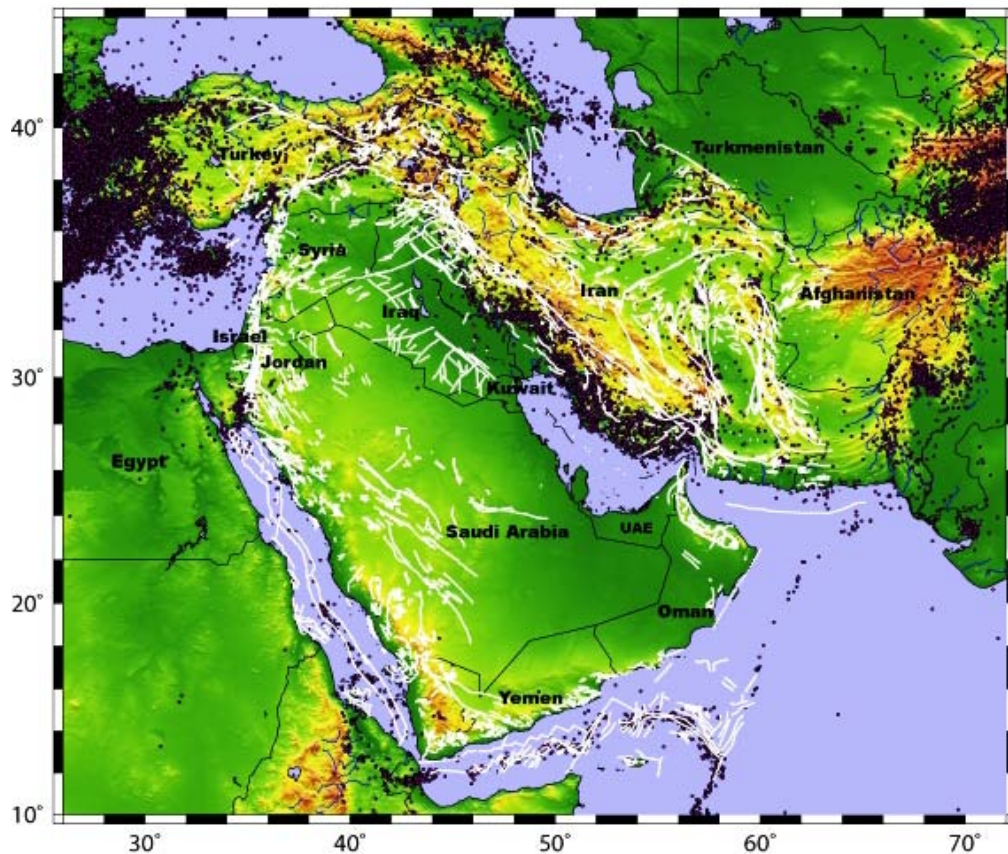 40°
Turkey
Turkmenistan
Syria
Iraq
Iran
Afghanistan
Israel
Jordan
30°
Kuwait
Egypt
Saudi Arabia
UAE
20°
Oman
Yemen
10°
30°
40°
50°
60°
70°